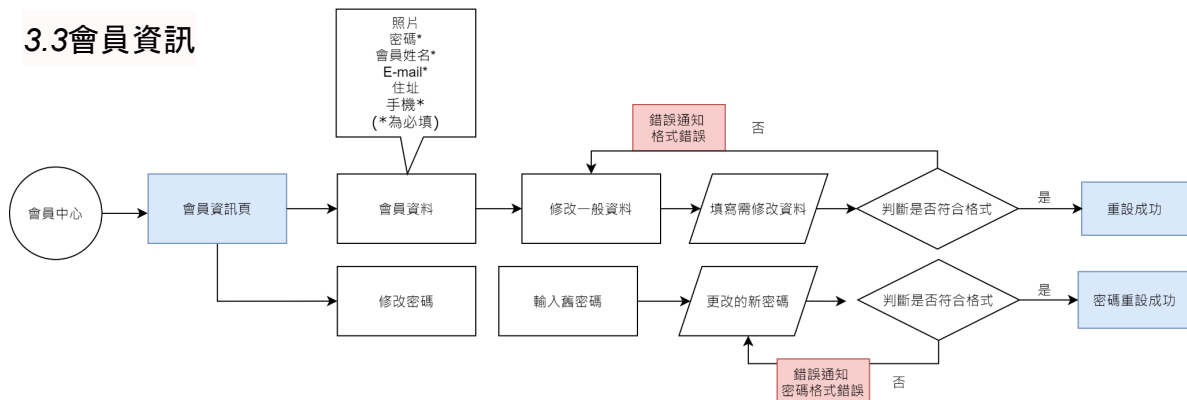 3.3會員資訊
照片
密碼*
會員姓名*
E-mail*
住址
手機*
(*為必填)
錯誤通知
格式錯誤
否
會員中心
會員資訊頁
會員資料
修改一般資料
填寫需修改資料
判斷是否符合格式
是
重設成功
修改密碼
輸入舊密碼
更改的新密碼
判斷是否符合格式
是
密碼重設成功
錯誤通知
密碼格式錯誤
否